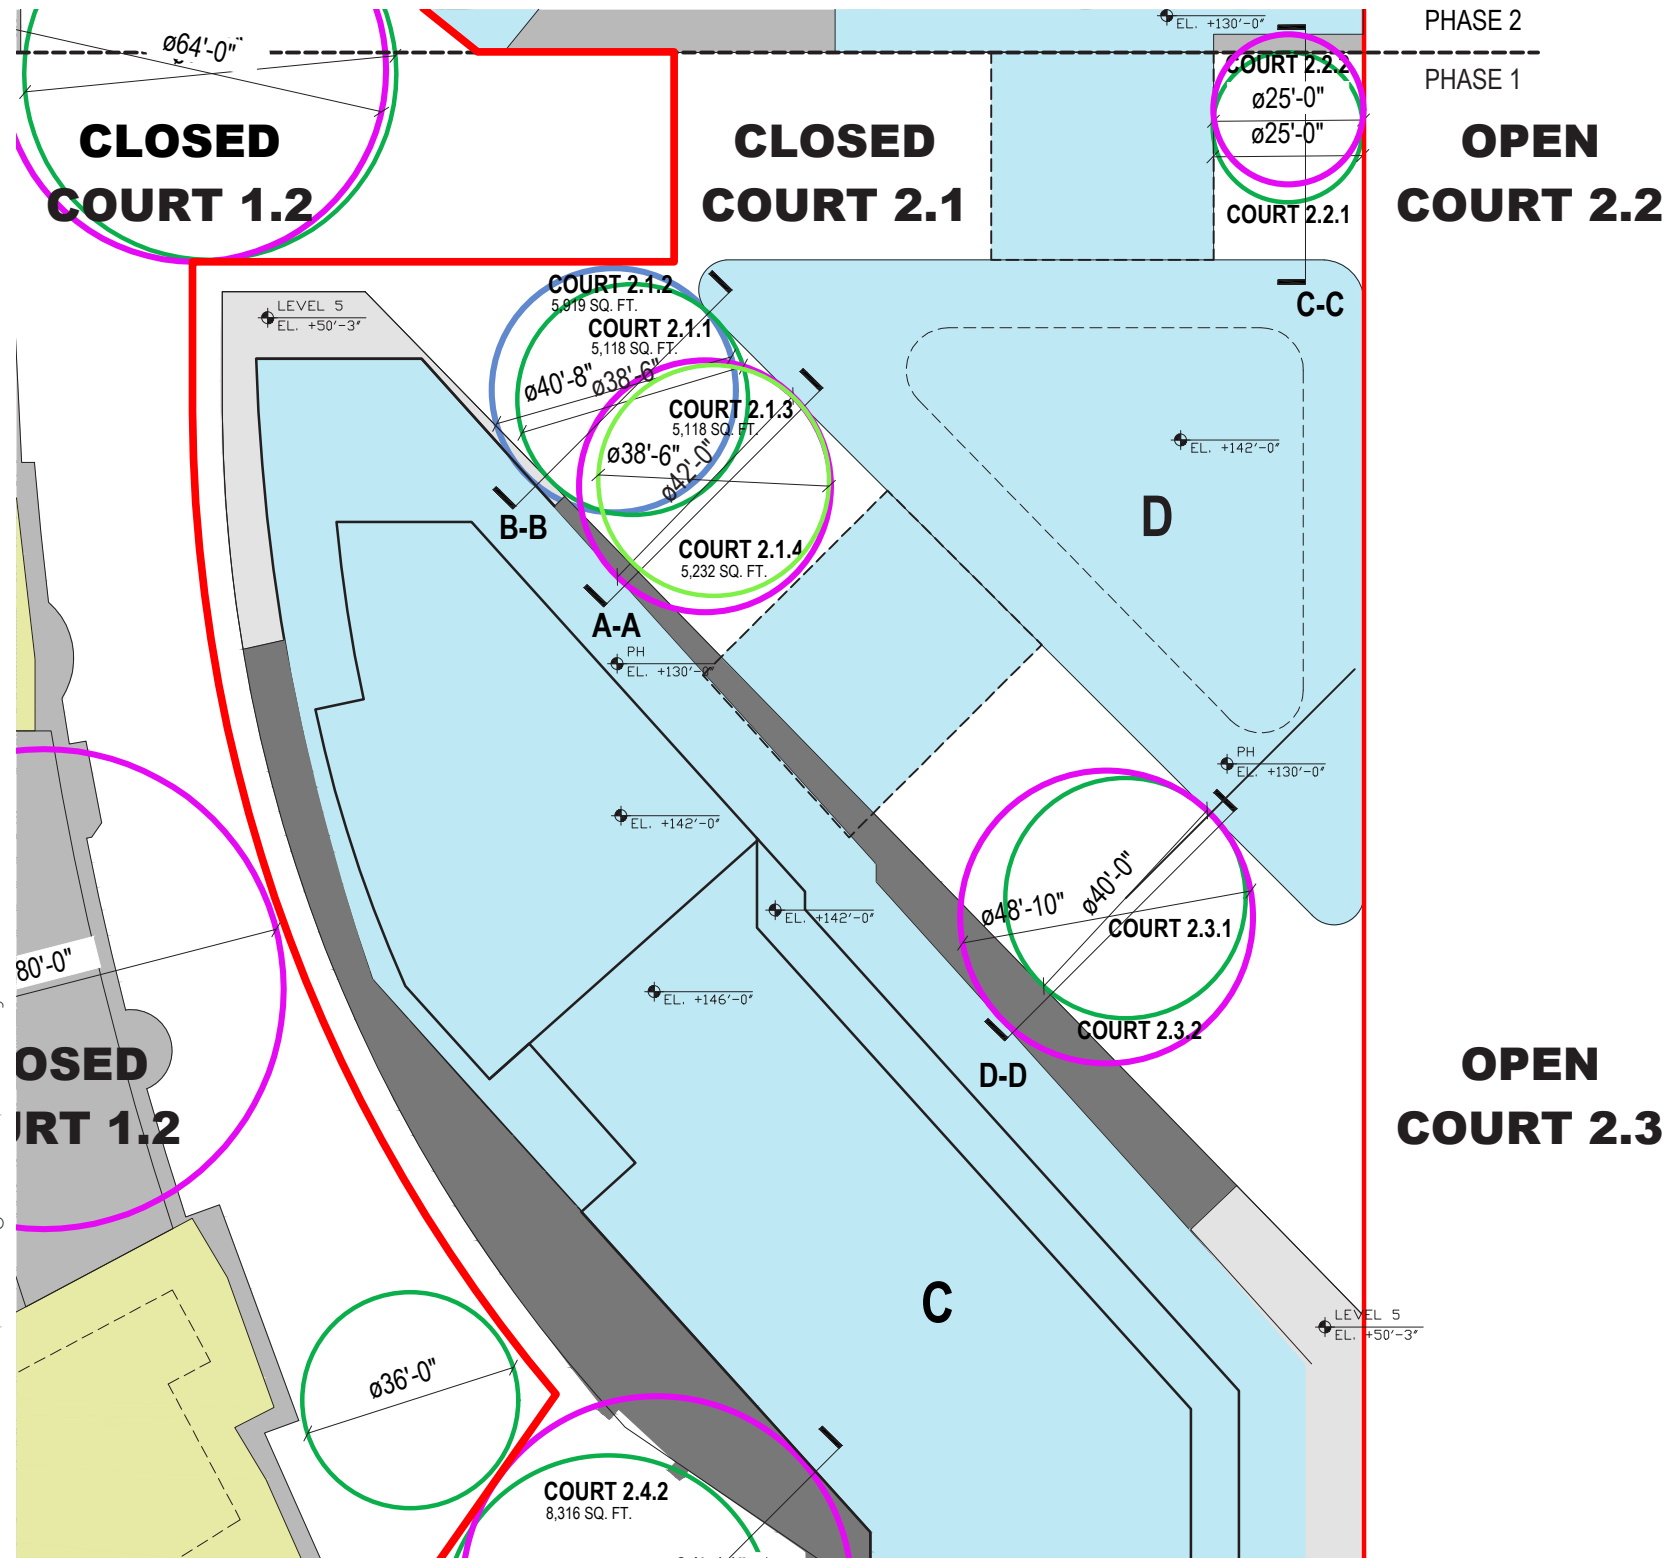 EL. +130'-0"
PHASE 2
ø64'-0"
PHASE 1
COURT 2.2.2
ø25'-0"
ø25'-0"
COURT 2.2.1
CLOSED
COURT 1.2
CLOSED
COURT 2.1
OPEN
COURT 2.2
C-C
LEVEL 5
EL. +50'-3"
COURT 2.1.2
5,919 SQ. FT.
COURT 2.1.1
5,118 SQ. FT.
ø40'-8"
ø38'-6"
COURT 2.1.3
5,118 SQ. FT.
ø38'-6"
ø42'-0"
EL. +142'-0"
D
B-B
COURT 2.1.4
5,232 SQ. FT.
A-A
PH
EL. +130'-0"
PH
EL. +130'-0"
EL. +142'-0"
EL. +142'-0"
ø48'-10"
ø40'-0"
COURT 2.3.1
80'-0"
EL. +146'-0"
COURT 2.3.2
D-D
OSED
URT 1.2
OPEN
COURT 2.3
C
LEVEL 5
EL. +50'-3"
ø36'-0"
COURT 2.4.2
8,316 SQ. FT.